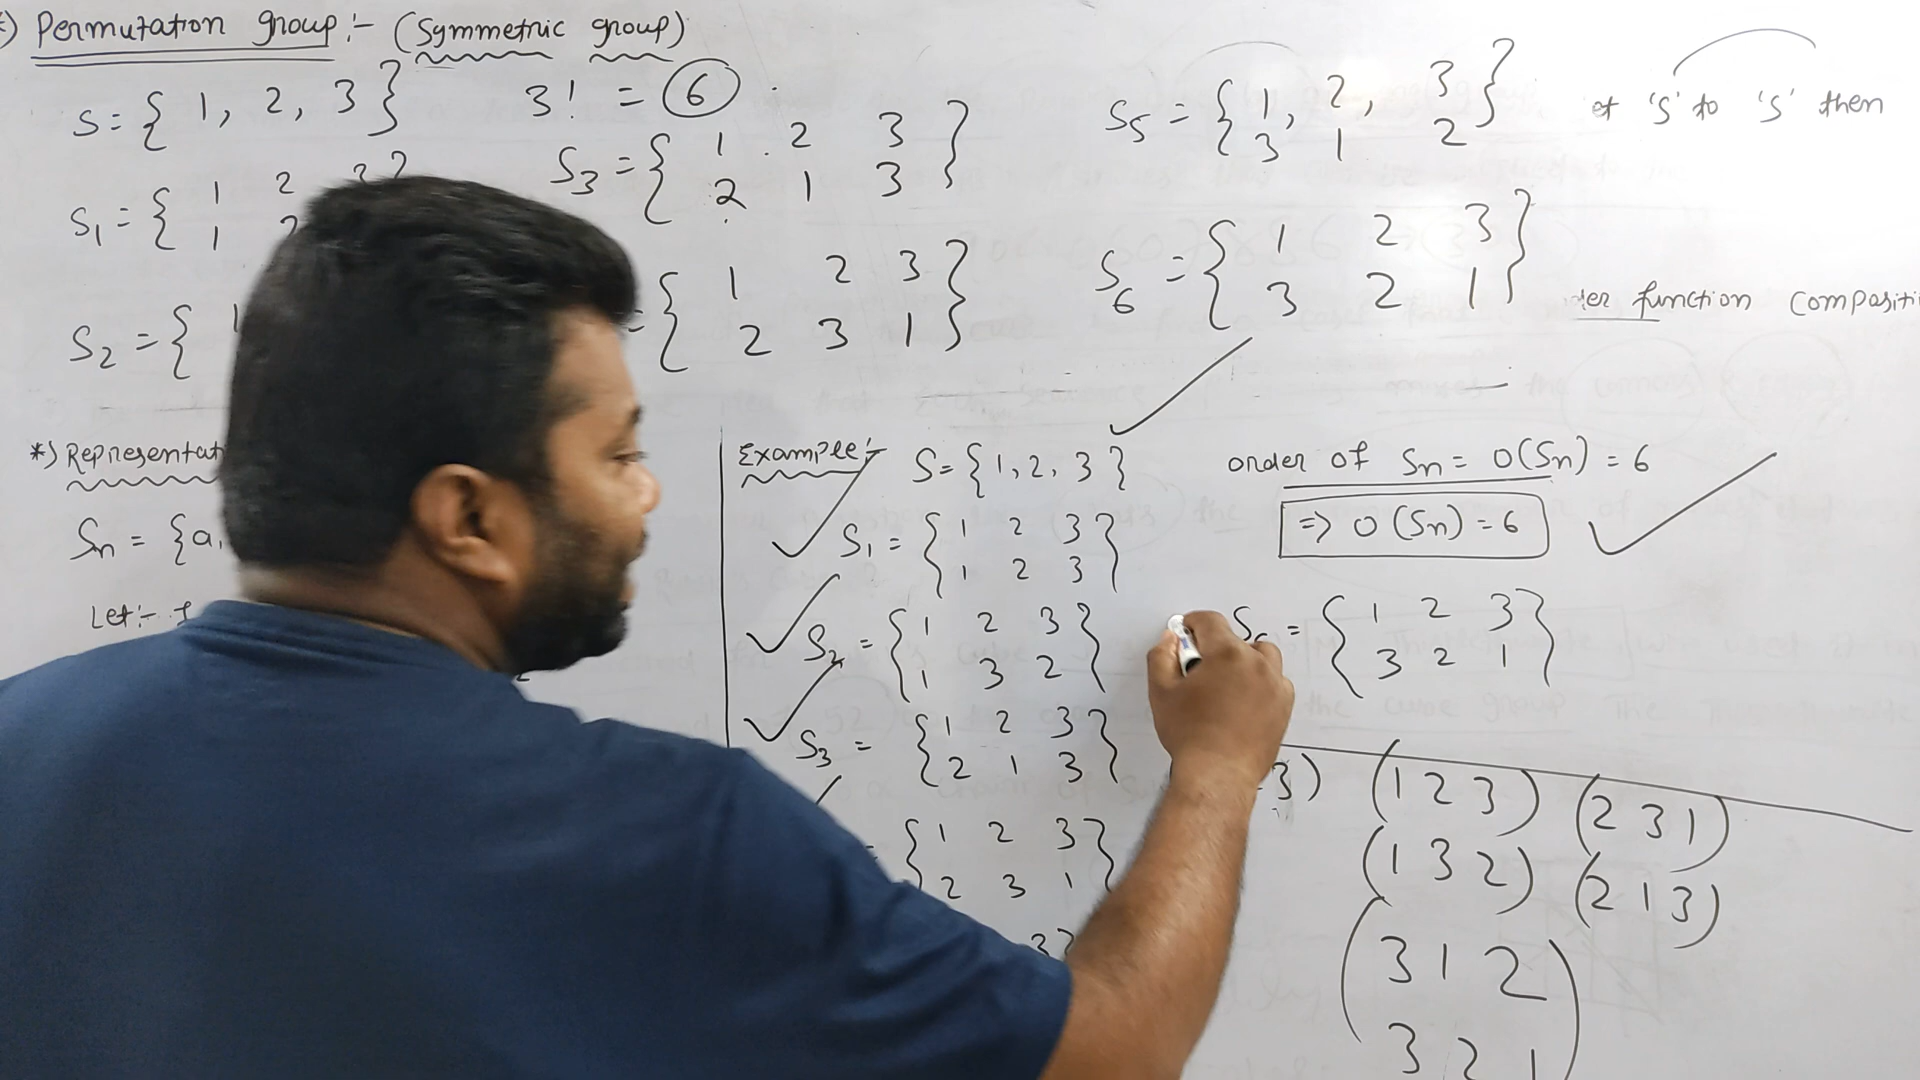 *) Permutation group :- (Symmetric group)
S = { 1, 2, 3 }
3! = 6
S1 = { 1 2 3 }
1 2
S2 = { 1
S3 = { 1 2 3 }
2 1 3
= { 1 2 3 }
2 3 1
S5 = { 1, 2, 3 }
3 1 2
S6 = { 1 2 3 }
3 2 1
of 'S' to 'S' then
der function compositi
*) Representat
Sn = {a,
Let :- f
Example :- S = { 1, 2, 3 }
S1 = { 1 2 3 }
1 2 3
S2 = { 1 2 3 }
1 3 2
S3 = { 1 2 3 }
2 1 3
= { 1 2 3 }
2 3 1
3 }
order of Sn = O(Sn) = 6
=> O(Sn) = 6
S6 = { 1 2 3 }
3 2 1
3) (1 2 3) (2 3 1)
(1 3 2) (2 1 3)
( 3 1 2 )
3 2 1